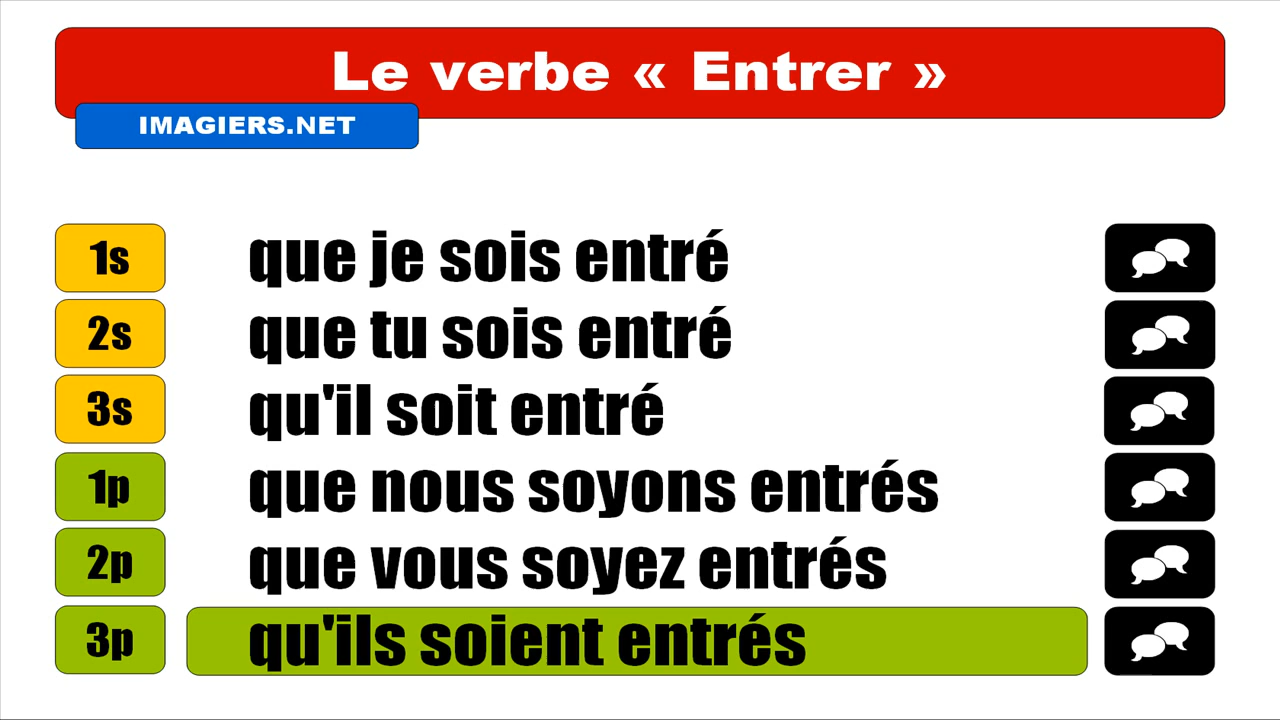 Le verbe « Entrer »
IMAGIERS.NET
1s que je sois entré
2s que tu sois entré
3s qu'il soit entré
1p que nous soyons entrés
2p que vous soyez entrés
3p qu'ils soient entrés